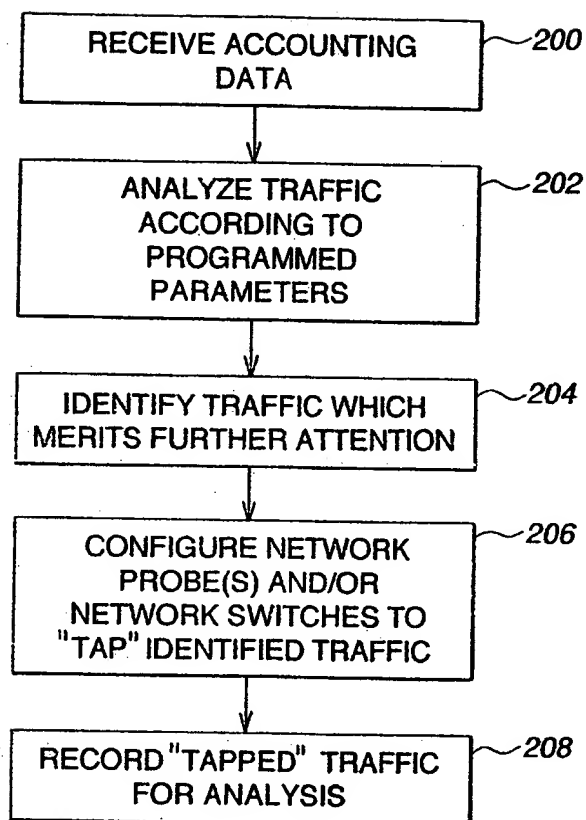 RECEIVE ACCOUNTING
DATA
200
ANALYZE TRAFFIC
ACCORDING TO
PROGRAMMED
PARAMETERS
202
IDENTIFY TRAFFIC WHICH
MERITS FURTHER ATTENTION
204
CONFIGURE NETWORK
PROBE(S) AND/OR
NETWORK SWITCHES TO
"TAP" IDENTIFIED TRAFFIC
206
RECORD "TAPPED" TRAFFIC
FOR ANALYSIS
208